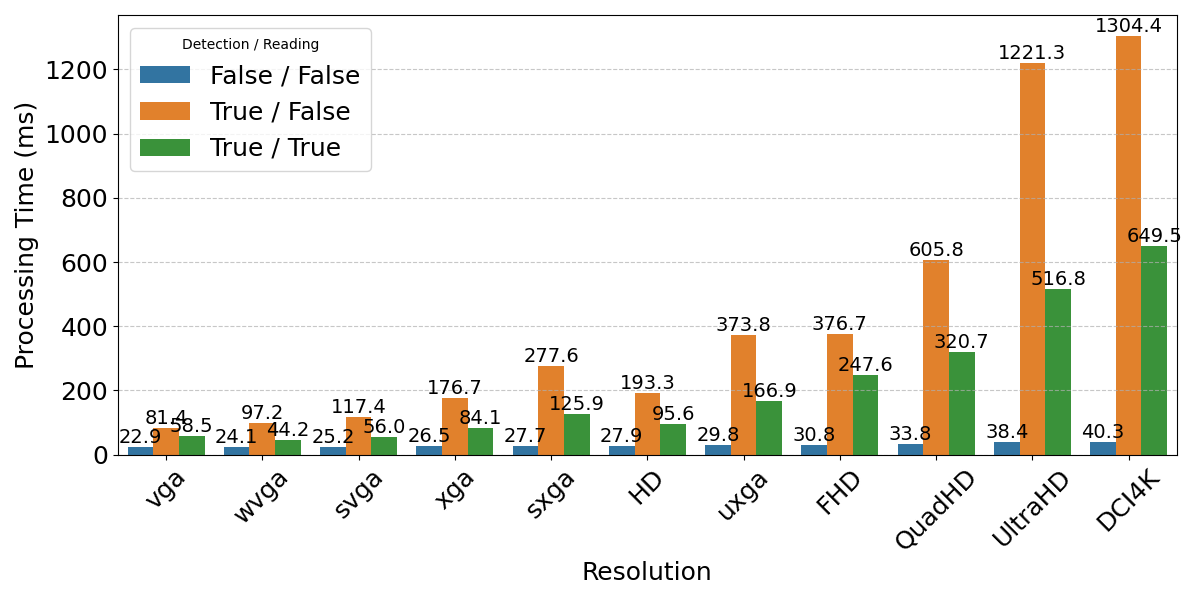 Detection / Reading
False / False
True / False
True / True
Processing Time (ms)
1200
1000
800
600
400
200
0
22.9 81.4 58.5
24.1 97.2 44.2
25.2 117.4 56.0
26.5 176.7 84.1
27.7 277.6 125.9
27.9 193.3 95.6
29.8 373.8 166.9
30.8 376.7 247.6
33.8 605.8 320.7
38.4 1221.3 516.8
40.3 1304.4 649.5
vga wvga svga xga sxga HD uxga FHD QuadHD UltraHD DCI4K
Resolution